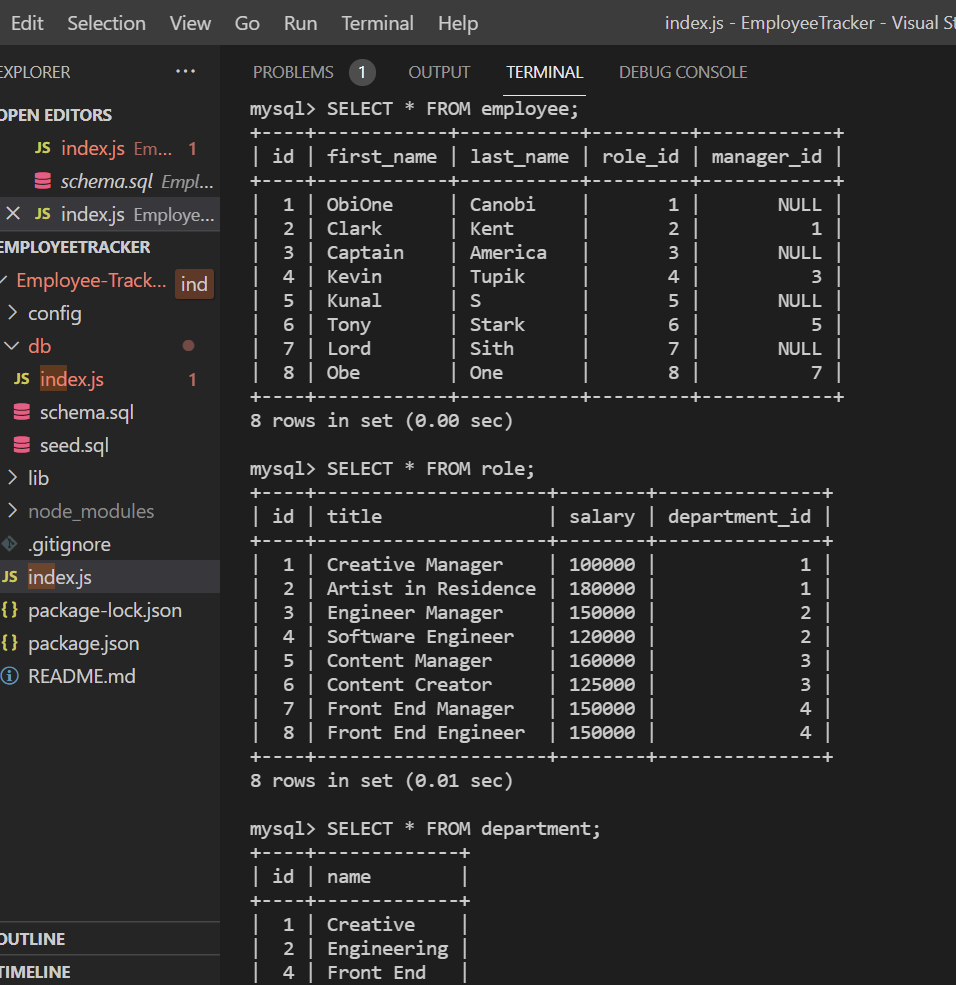 Edit Selection View Go Run Terminal Help index.js - EmployeeTracker - Visual St
EXPLORER ···
OPEN EDITORS
JS index.js Em... 1
schema.sql Empl...
JS index.js Employe...
EMPLOYEETRACKER
Employee-Track... ind
config
db
JS index.js 1
schema.sql
seed.sql
lib
node_modules
.gitignore
JS index.js
{} package-lock.json
{} package.json
README.md
OUTLINE
TIMELINE
PROBLEMS 1 OUTPUT TERMINAL DEBUG CONSOLE
mysql> SELECT * FROM employee;
+----+------------+-----------+---------+------------+
| id | first_name | last_name | role_id | manager_id |
+----+------------+-----------+---------+------------+
| 1 | ObiOne | Canobi | 1 | NULL |
| 2 | Clark | Kent | 2 | 1 |
| 3 | Captain | America | 3 | NULL |
| 4 | Kevin | Tupik | 4 | 3 |
| 5 | Kunal | S | 5 | NULL |
| 6 | Tony | Stark | 6 | 5 |
| 7 | Lord | Sith | 7 | NULL |
| 8 | Obe | One | 8 | 7 |
+----+------------+-----------+---------+------------+
8 rows in set (0.00 sec)
mysql> SELECT * FROM role;
+----+---------------------+--------+---------------+
| id | title | salary | department_id |
+----+---------------------+--------+---------------+
| 1 | Creative Manager | 100000 | 1 |
| 2 | Artist in Residence | 180000 | 1 |
| 3 | Engineer Manager | 150000 | 2 |
| 4 | Software Engineer | 120000 | 2 |
| 5 | Content Manager | 160000 | 3 |
| 6 | Content Creator | 125000 | 3 |
| 7 | Front End Manager | 150000 | 4 |
| 8 | Front End Engineer | 150000 | 4 |
+----+---------------------+--------+---------------+
8 rows in set (0.01 sec)
mysql> SELECT * FROM department;
+----+-------------+
| id | name |
+----+-------------+
| 1 | Creative |
| 2 | Engineering |
| 4 | Front End |